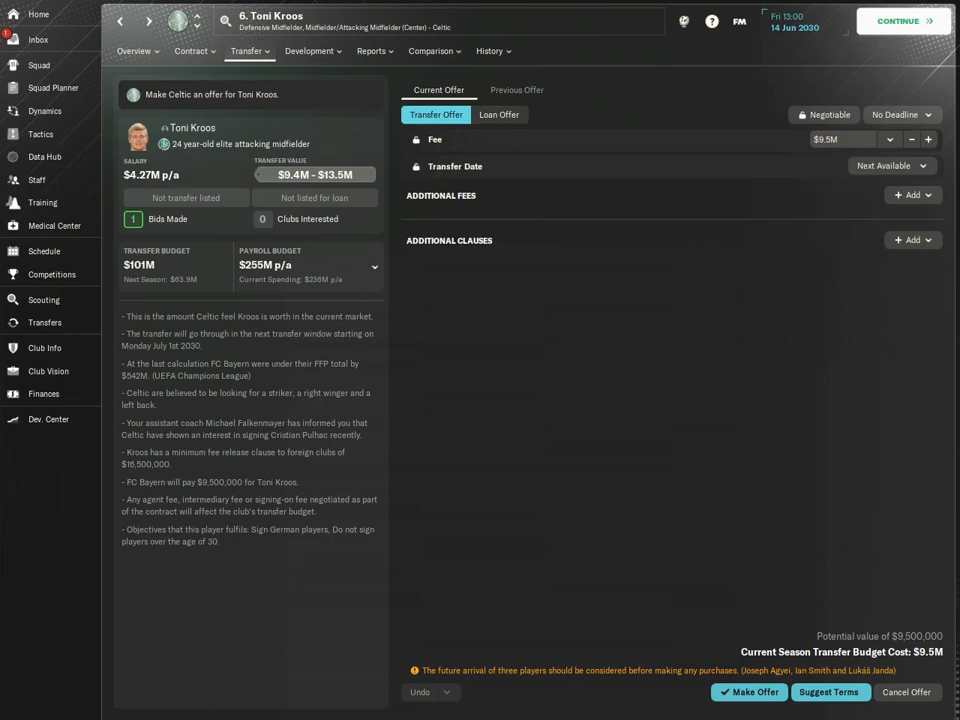 Home
Inbox
Squad
Squad Planner
Dynamics
Tactics
Data Hub
Staff
Training
Medical Center
Schedule
Competitions
Scouting
Transfers
Club Info
Club Vision
Finances
Dev. Center
6. Toni Kroos
Defensive Midfielder, Midfielder/Attacking Midfielder (Center) - Celtic
?
FM
Fri 13:00
14 Jun 2030
CONTINUE
Overview
Contract
Transfer
Development
Reports
Comparison
History
Make Celtic an offer for Toni Kroos.
Toni Kroos
24 year-old elite attacking midfielder
SALARY
$4.27M p/a
TRANSFER VALUE
$9.4M - $13.5M
Not transfer listed
Not listed for loan
1 Bids Made
0 Clubs Interested
TRANSFER BUDGET
$101M
Next Season: $63.9M
PAYROLL BUDGET
$255M p/a
Current Spending: $236M p/a
- This is the amount Celtic feel Kroos is worth in the current market.
- The transfer will go through in the next transfer window starting on
Monday July 1st 2030.
- At the last calculation FC Bayern were under their FFP total by
$542M. (UEFA Champions League)
- Celtic are believed to be looking for a striker, a right winger and a
left back.
- Your assistant coach Michael Falkenmayer has informed you that
Celtic have shown an interest in signing Cristian Pulhac recently.
- Kroos has a minimum fee release clause to foreign clubs of
$16,500,000.
- FC Bayern will pay $9,500,000 for Toni Kroos.
- Any agent fee, intermediary fee or signing-on fee negotiated as part
of the contract will affect the club's transfer budget.
- Objectives that this player fulfils: Sign German players, Do not sign
players over the age of 30.
Current Offer
Previous Offer
Transfer Offer
Loan Offer
Negotiable
No Deadline
Fee
$9.5M
Transfer Date
Next Available
ADDITIONAL FEES
+ Add
ADDITIONAL CLAUSES
+ Add
Potential value of $9,500,000
Current Season Transfer Budget Cost: $9.5M
The future arrival of three players should be considered before making any purchases. (Joseph Agyei, Ian Smith and Lukáš Janda)
Undo
Make Offer
Suggest Terms
Cancel Offer